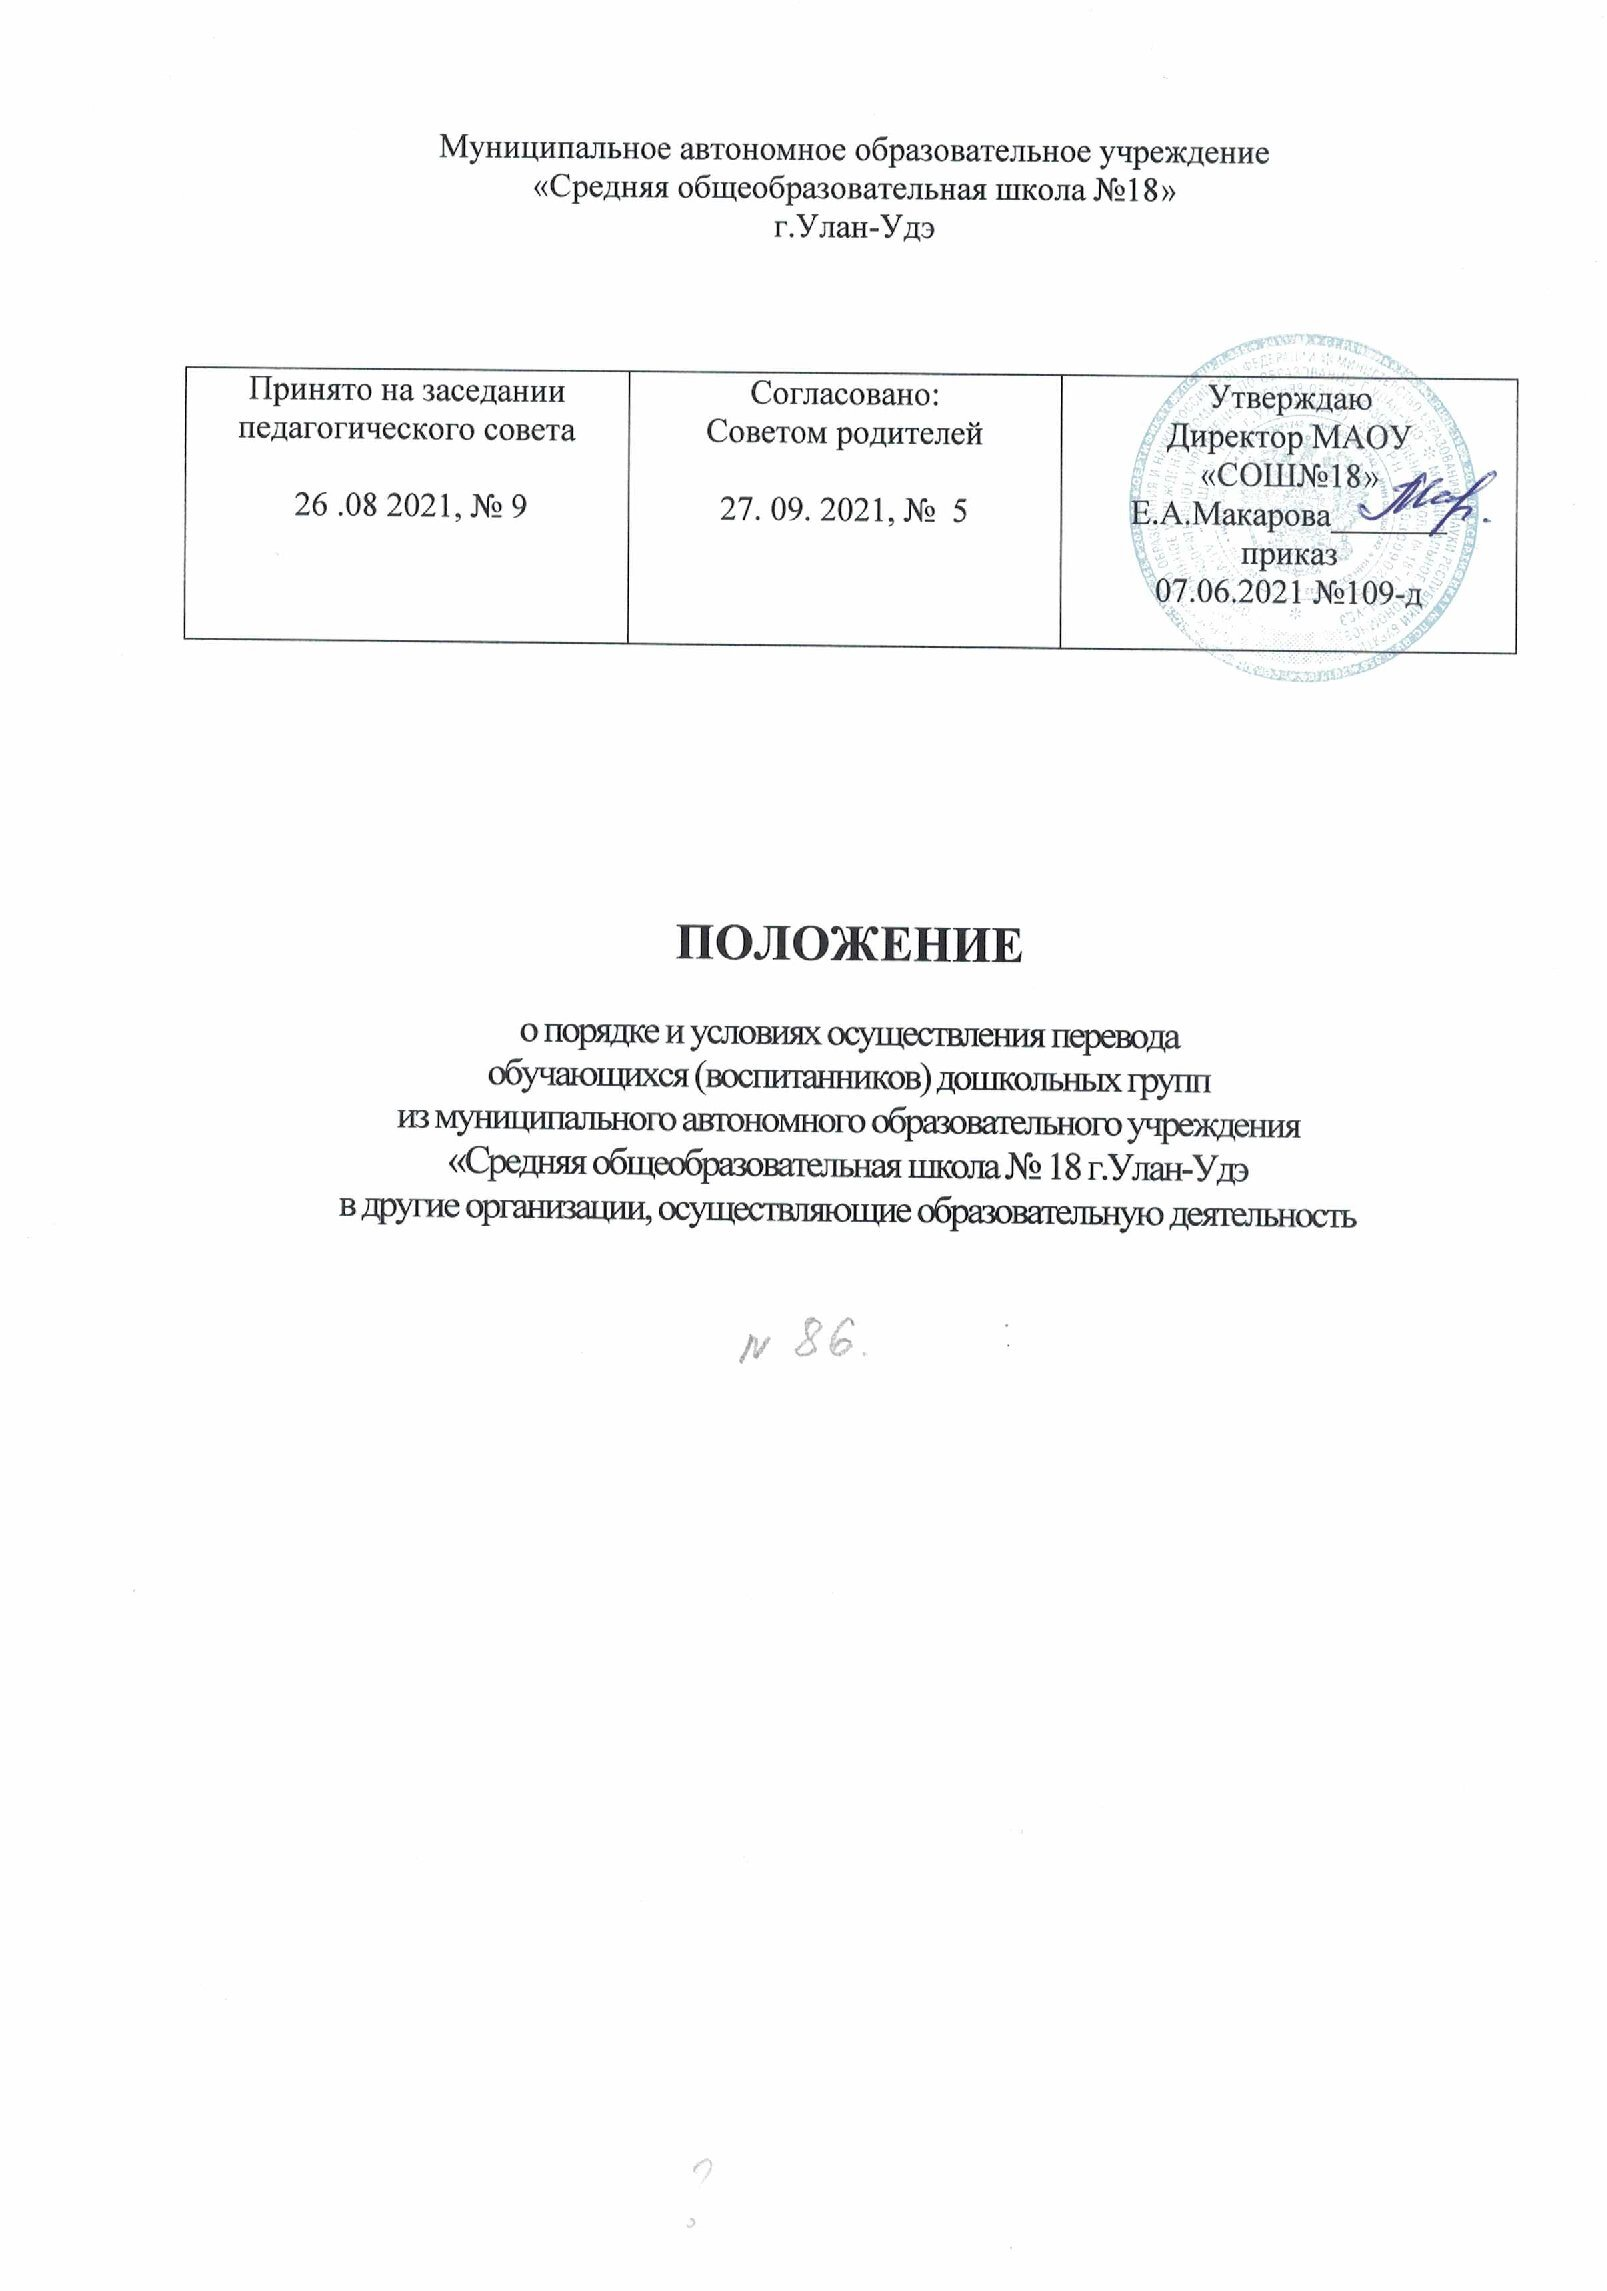 Муниципальное автономное образовательное учреждение
«Средняя общеобразовательная школа №18»
г.Улан-Удэ
Принято на заседании
педагогического совета
26 .08 2021, № 9
Согласовано:
Советом родителей
27. 09. 2021, № 5
Утверждаю
Директор МАОУ
«СОШ№18»
Е.А.Макарова________
приказ
07.06.2021 №109-д
ПОЛОЖЕНИЕ
о порядке и условиях осуществления перевода
обучающихся (воспитанников) дошкольных групп
из муниципального автономного образовательного учреждения
«Средняя общеобразовательная школа № 18 г.Улан-Удэ
в другие организации, осуществляющие образовательную деятельность
N 86.